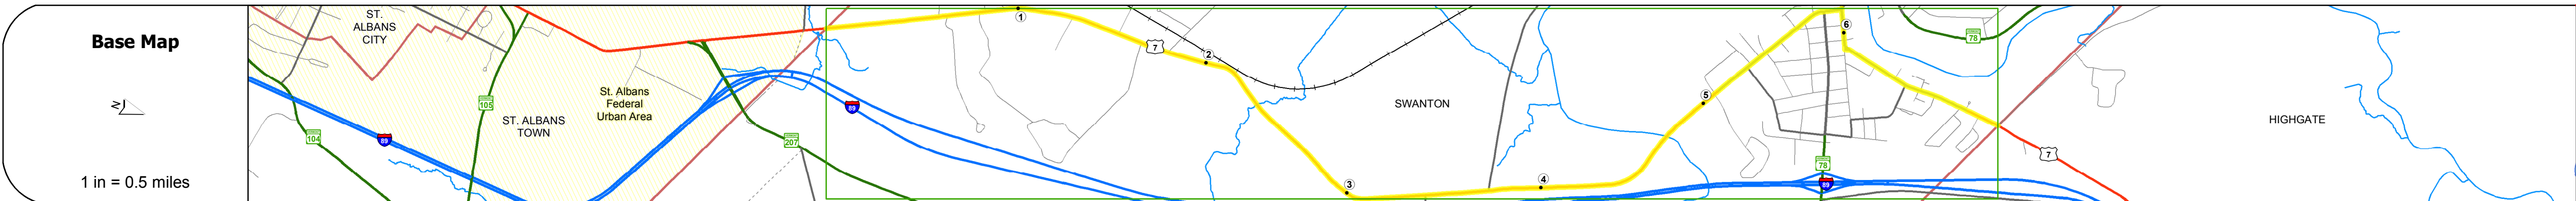 Base Map
N
1 in = 0.5 miles
ST.
ALBANS
CITY
104
89
105
ST. ALBANS
TOWN
St. Albans
Federal
Urban Area
207
89
1
7
2
3
SWANTON
4
5
6
78
89
78
7
HIGHGATE